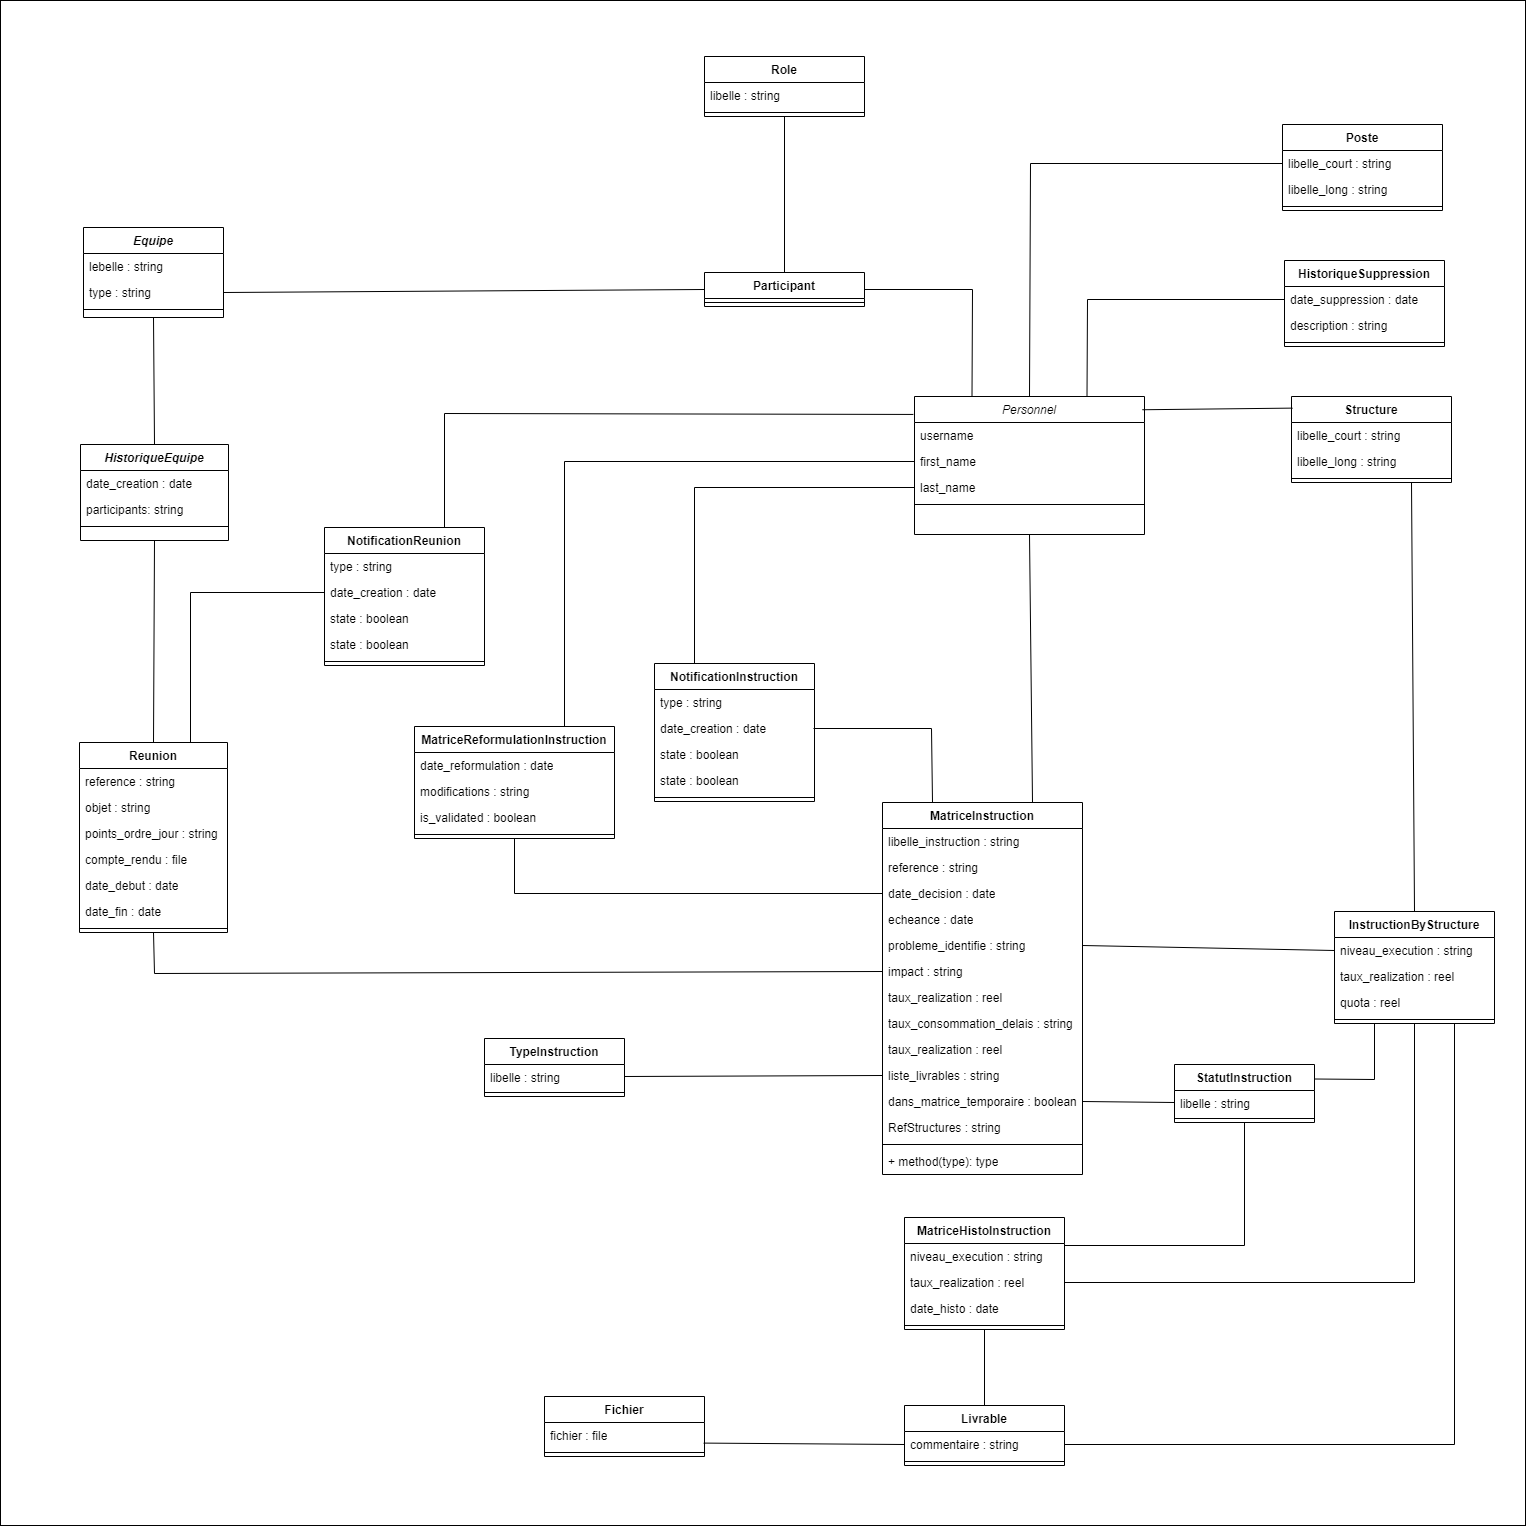 Role
libelle : string
Poste
libelle_court : string
libelle_long : string
Equipe
lebelle : string
type : string
Participant
HistoriqueSuppression
date_suppression : date
description : string
Personnel
username
first_name
last_name
Structure
libelle_court : string
libelle_long : string
HistoriqueEquipe
date_creation : date
participants: string
NotificationReunion
type : string
date_creation : date
state : boolean
state : boolean
NotificationInstruction
type : string
date_creation : date
state : boolean
state : boolean
MatriceReformulationInstruction
date_reformulation : date
modifications : string
is_validated : boolean
Reunion
reference : string
objet : string
points_ordre_jour : string
compte_rendu : file
date_debut : date
date_fin : date
MatriceInstruction
libelle_instruction : string
reference : string
date_decision : date
echeance : date
probleme_identifie : string
impact : string
taux_realization : reel
taux_consommation_delais : string
taux_realization : reel
liste_livrables : string
dans_matrice_temporaire : boolean
RefStructures : string
+ method(type): type
InstructionByStructure
niveau_execution : string
taux_realization : reel
quota : reel
TypeInstruction
libelle : string
StatutInstruction
libelle : string
MatriceHistoInstruction
niveau_execution : string
taux_realization : reel
date_histo : date
Fichier
fichier : file
Livrable
commentaire : string